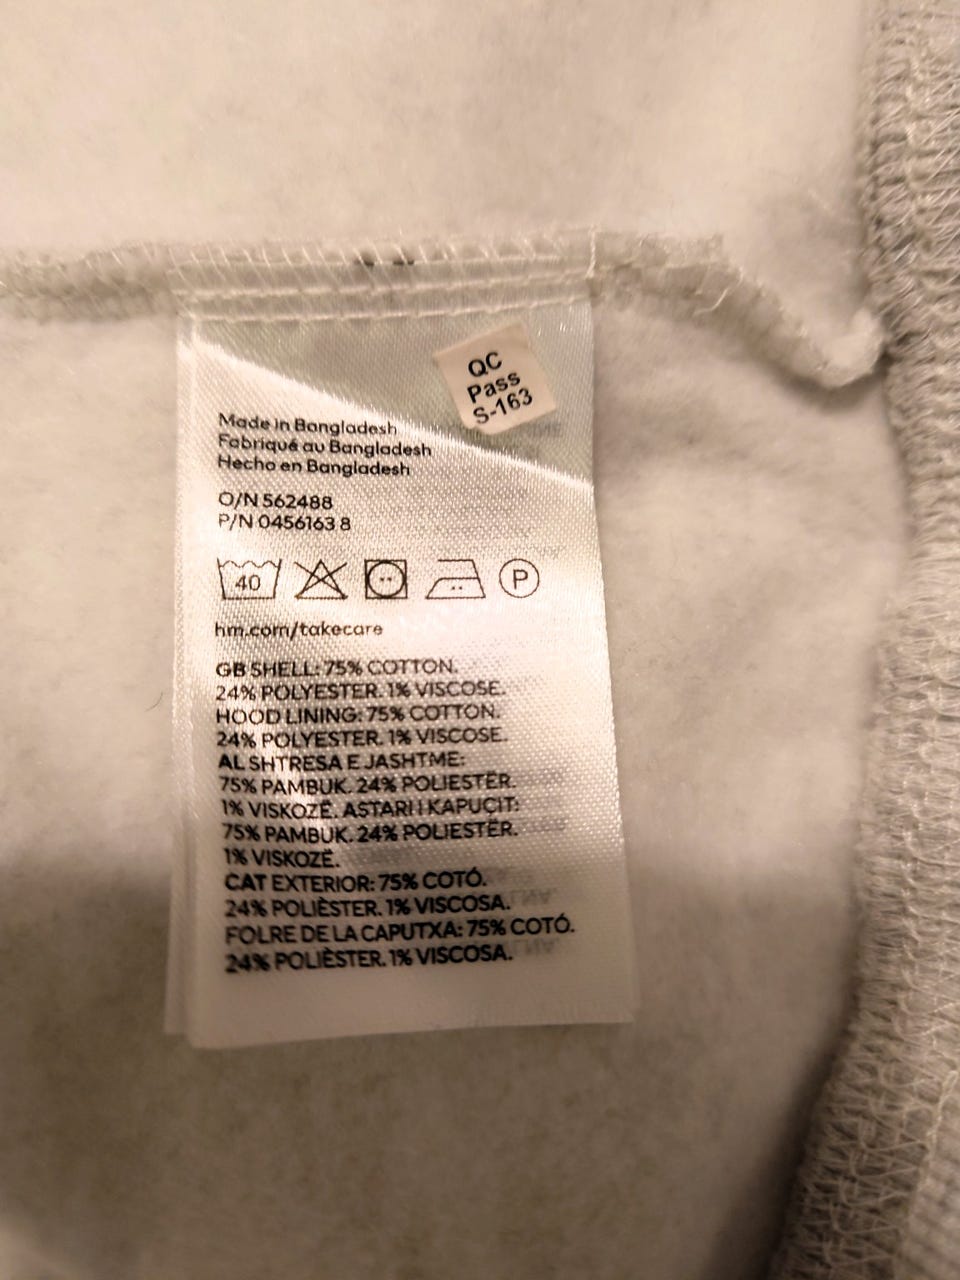 QC
Pass
S-163
Made in Bangladesh
Fabriqué au Bangladesh
Hecho en Bangladesh
O/N 562488
P/N 0456163 8
40
P
hm.com/takecare
GB SHELL: 75% COTTON.
24% POLYESTER. 1% VISCOSE.
HOOD LINING: 75% COTTON.
24% POLYESTER. 1% VISCOSE.
AL SHTRESA E JASHTME:
75% PAMBUK. 24% POLIESTËR.
1% VISKOZË. ASTARI I KAPUCIT:
75% PAMBUK. 24% POLIESTËR.
1% VISKOZË.
CAT EXTERIOR: 75% COTÓ.
24% POLIÈSTER. 1% VISCOSA.
FOLRE DE LA CAPUTXA: 75% COTÓ.
24% POLIÈSTER. 1% VISCOSA.